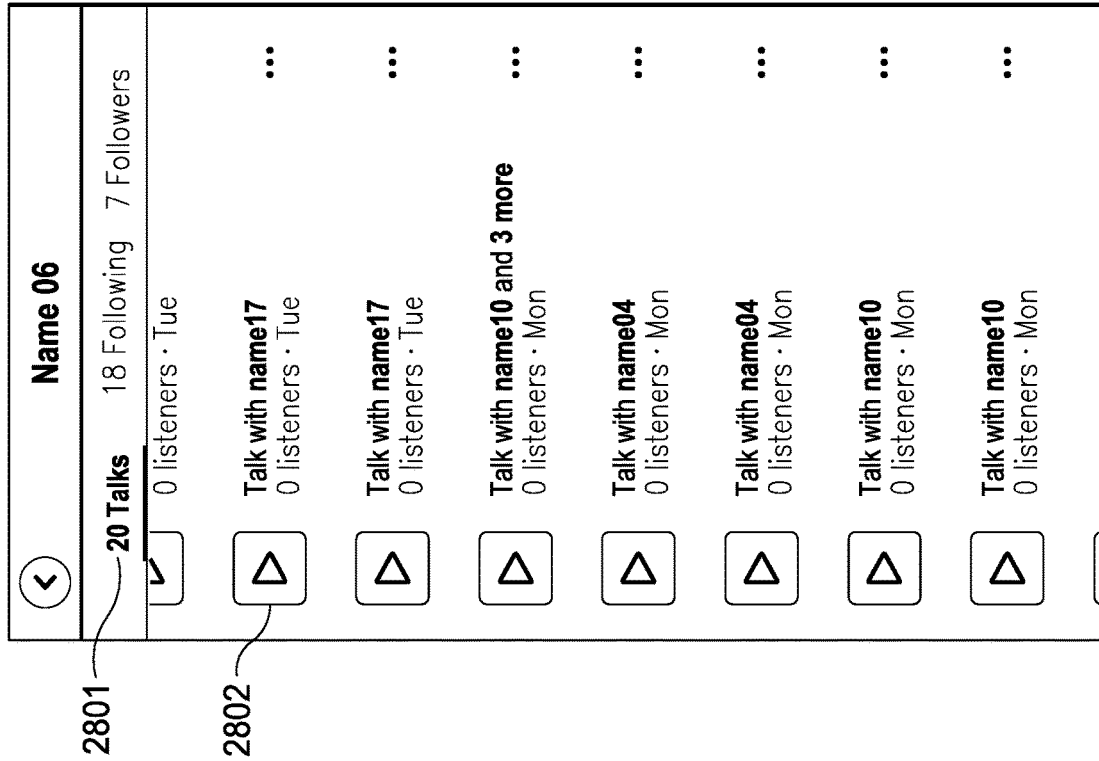 Name 06
20 Talks 18 Following 7 Followers
0 listeners · Tue
Talk with name17
0 listeners · Tue
...
Talk with name17
0 listeners · Tue
...
Talk with name10 and 3 more
0 listeners · Mon
...
Talk with name04
0 listeners · Mon
...
Talk with name04
0 listeners · Mon
...
Talk with name10
0 listeners · Mon
...
Talk with name10
0 listeners · Mon
...
2801
2802